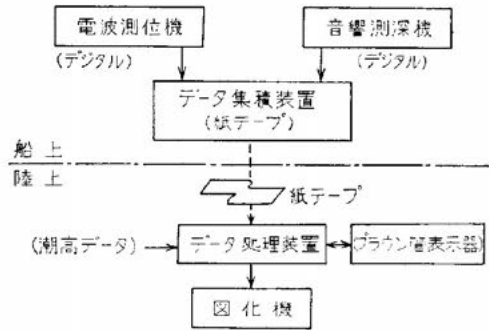 電波測位機 音響測深機
(デジタル) (デジタル)
データ集積装置
(紙テープ)
船上
陸上
紙テープ
(潮高データ) データ処理装置 (ブラウン管表示器)
図化機